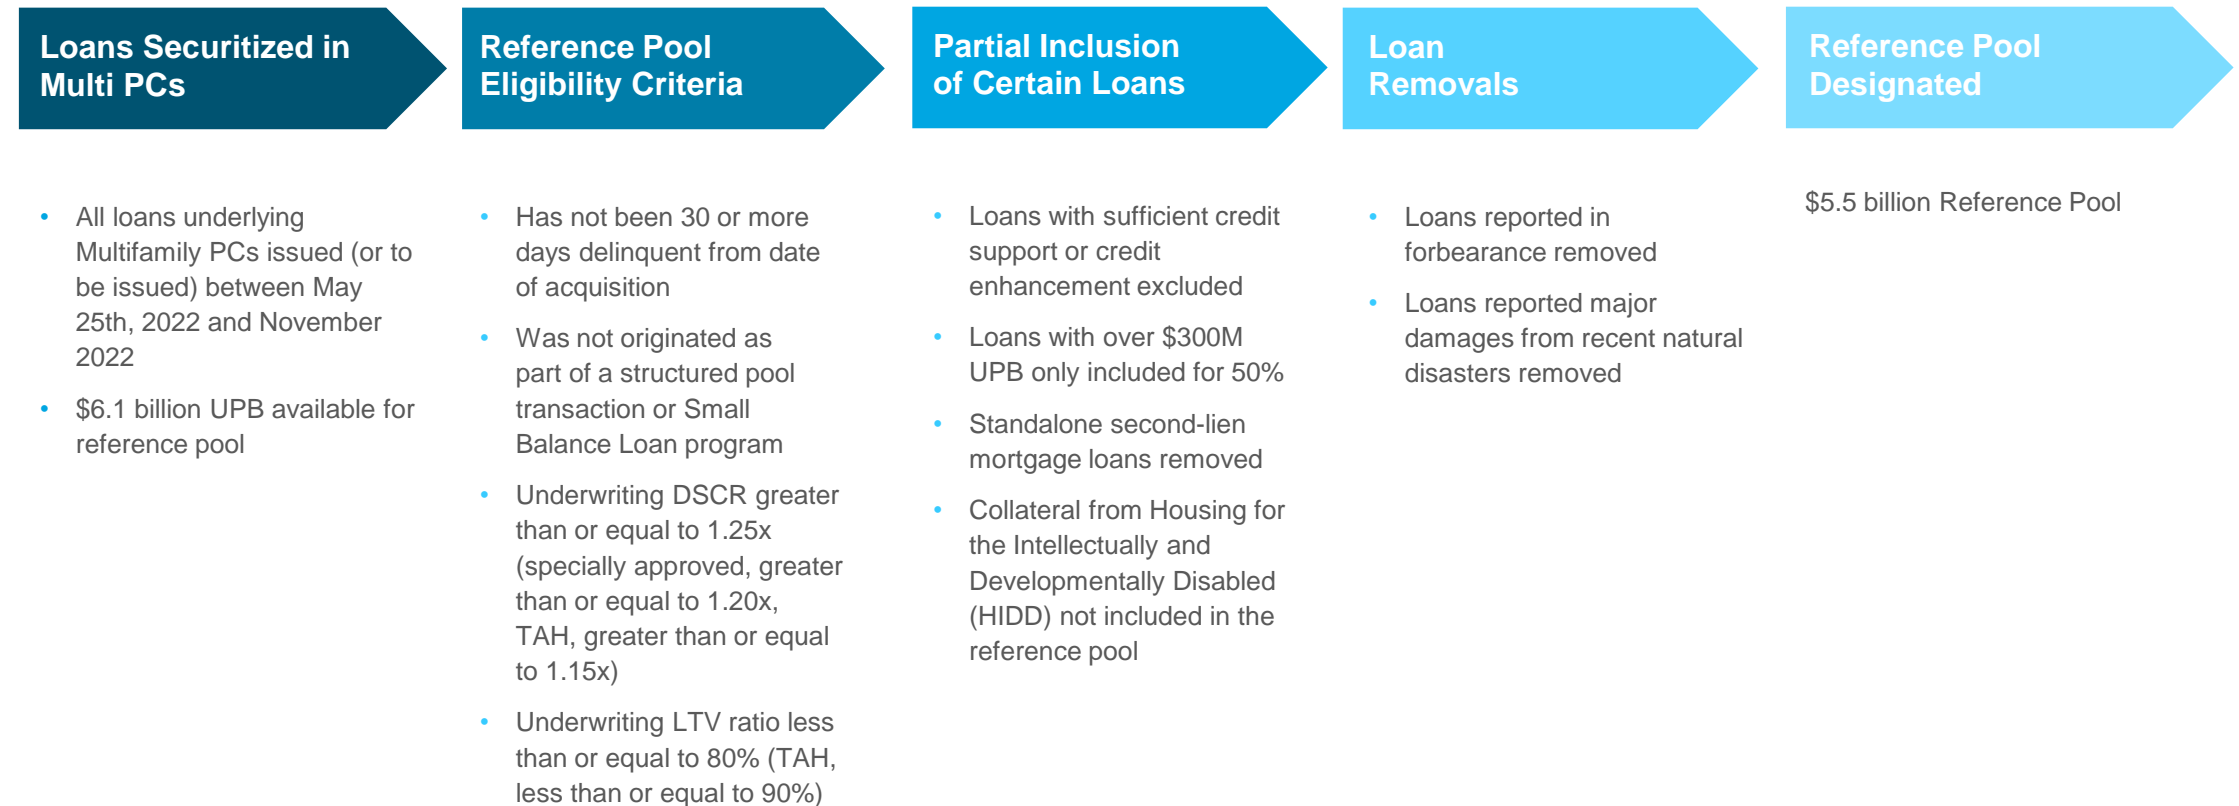 Loans Securitized in
Multi PCs
Reference Pool
Eligibility Criteria
Partial Inclusion
of Certain Loans
Loan
Removals
Reference Pool
Designated
• All loans underlying
Multifamily PCs issued (or to
be issued) between May
25th, 2022 and November
2022
• $6.1 billion UPB available for
reference pool
• Has not been 30 or more
days delinquent from date
of acquisition
• Was not originated as
part of a structured pool
transaction or Small
Balance Loan program
• Underwriting DSCR greater
than or equal to 1.25x
(specially approved, greater
than or equal to 1.20x,
TAH, greater than or equal
to 1.15x)
• Underwriting LTV ratio less
than or equal to 80% (TAH,
less than or equal to 90%)
• Loans with sufficient credit
support or credit
enhancement excluded
• Loans with over $300M
UPB only included for 50%
• Standalone second-lien
mortgage loans removed
• Collateral from Housing for
the Intellectually and
Developmentally Disabled
(HIDD) not included in the
reference pool
• Loans reported in
forbearance removed
• Loans reported major
damages from recent natural
disasters removed
$5.5 billion Reference Pool